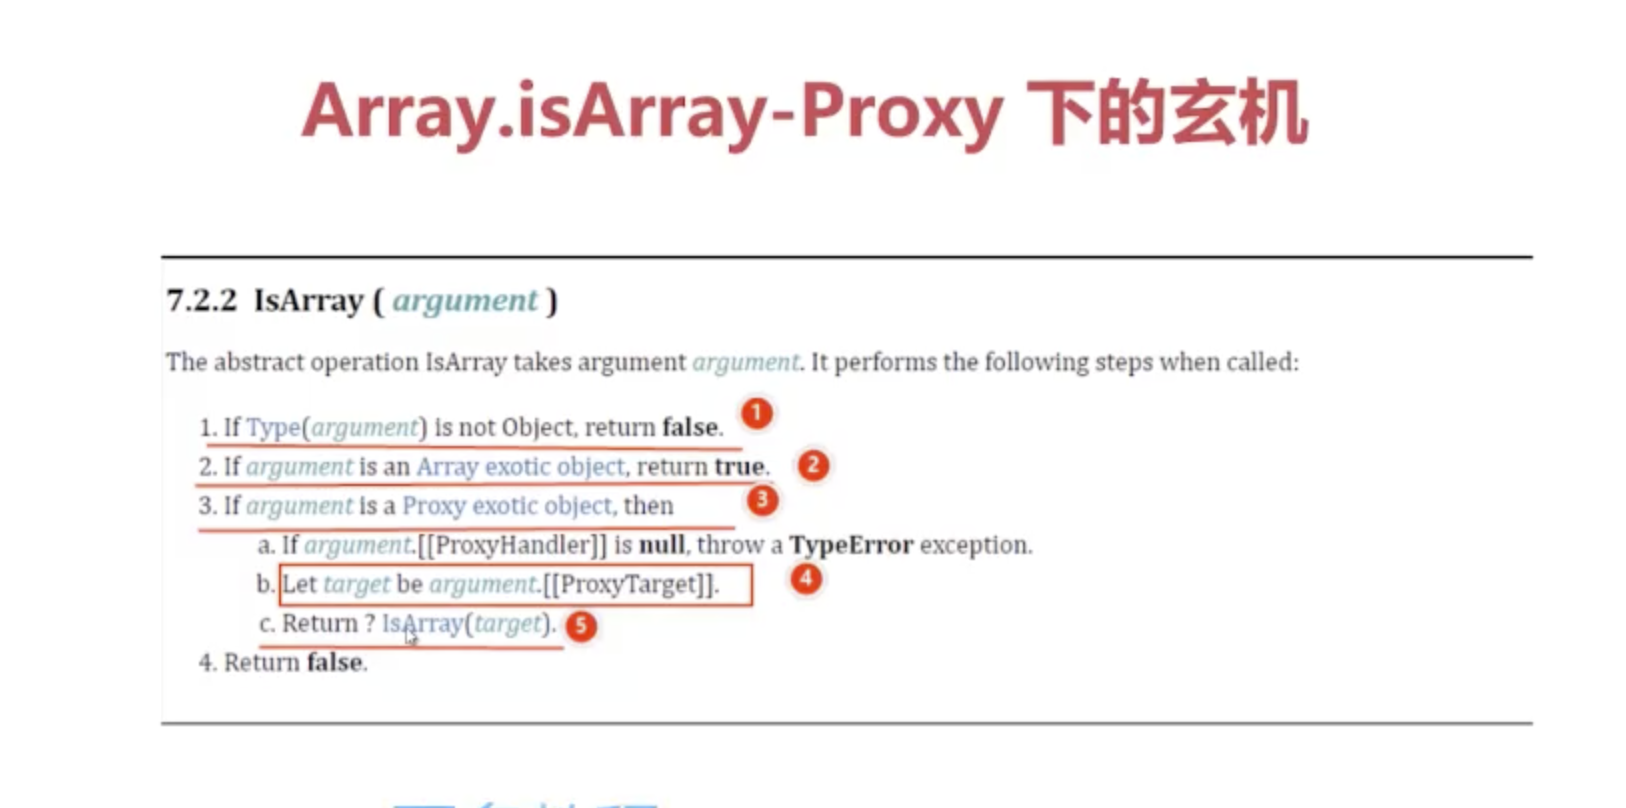 Array.isArray-Proxy 下的玄机
7.2.2 IsArray ( argument )
The abstract operation IsArray takes argument argument. It performs the following steps when called:
1. If Type(argument) is not Object, return false. 1
2. If argument is an Array exotic object, return true. 2
3. If argument is a Proxy exotic object, then 3
a. If argument.[[ProxyHandler]] is null, throw a TypeError exception.
b. Let target be argument.[[ProxyTarget]]. 4
c. Return ? IsArray(target). 5
4. Return false.